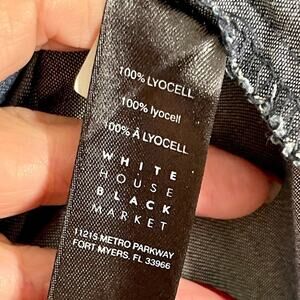 100% LYOCELL
100% lyocell
100% À LYOCELL
WHITE
HOUSE
BLACK
MARKET
11215 METRO PARKWAY
FORT MYERS, FL 33966